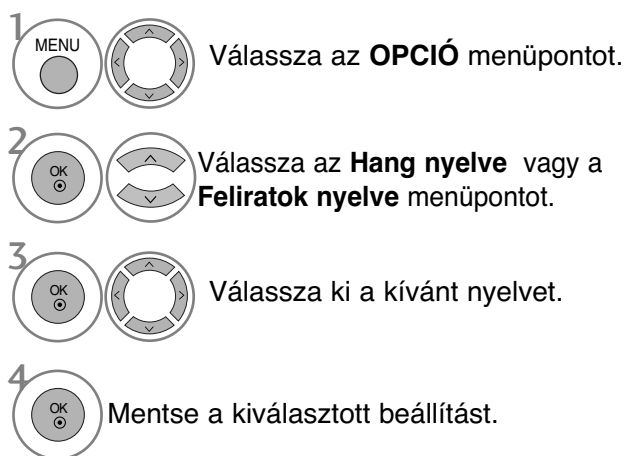 1
MENU
Válassza az OPCIÓ menüpontot.
2
OK
Válassza az Hang nyelve vagy a
Feliratok nyelve menüpontot.
3
OK
Válassza ki a kívánt nyelvet.
4
OK
Mentse a kiválasztott beállítást.